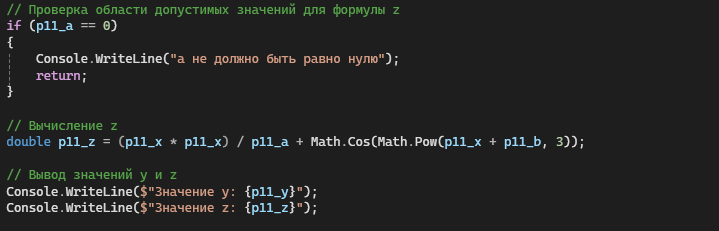 // Проверка области допустимых значений для формулы z
if (p11_a == 0)
{
Console.WriteLine("a не должно быть равно нулю");
return;
}
// Вычисление z
double p11_z = (p11_x * p11_x) / p11_a + Math.Cos(Math.Pow(p11_x + p11_b, 3));
// Вывод значений y и z
Console.WriteLine($"Значение y: {p11_y}");
Console.WriteLine($"Значение z: {p11_z}");